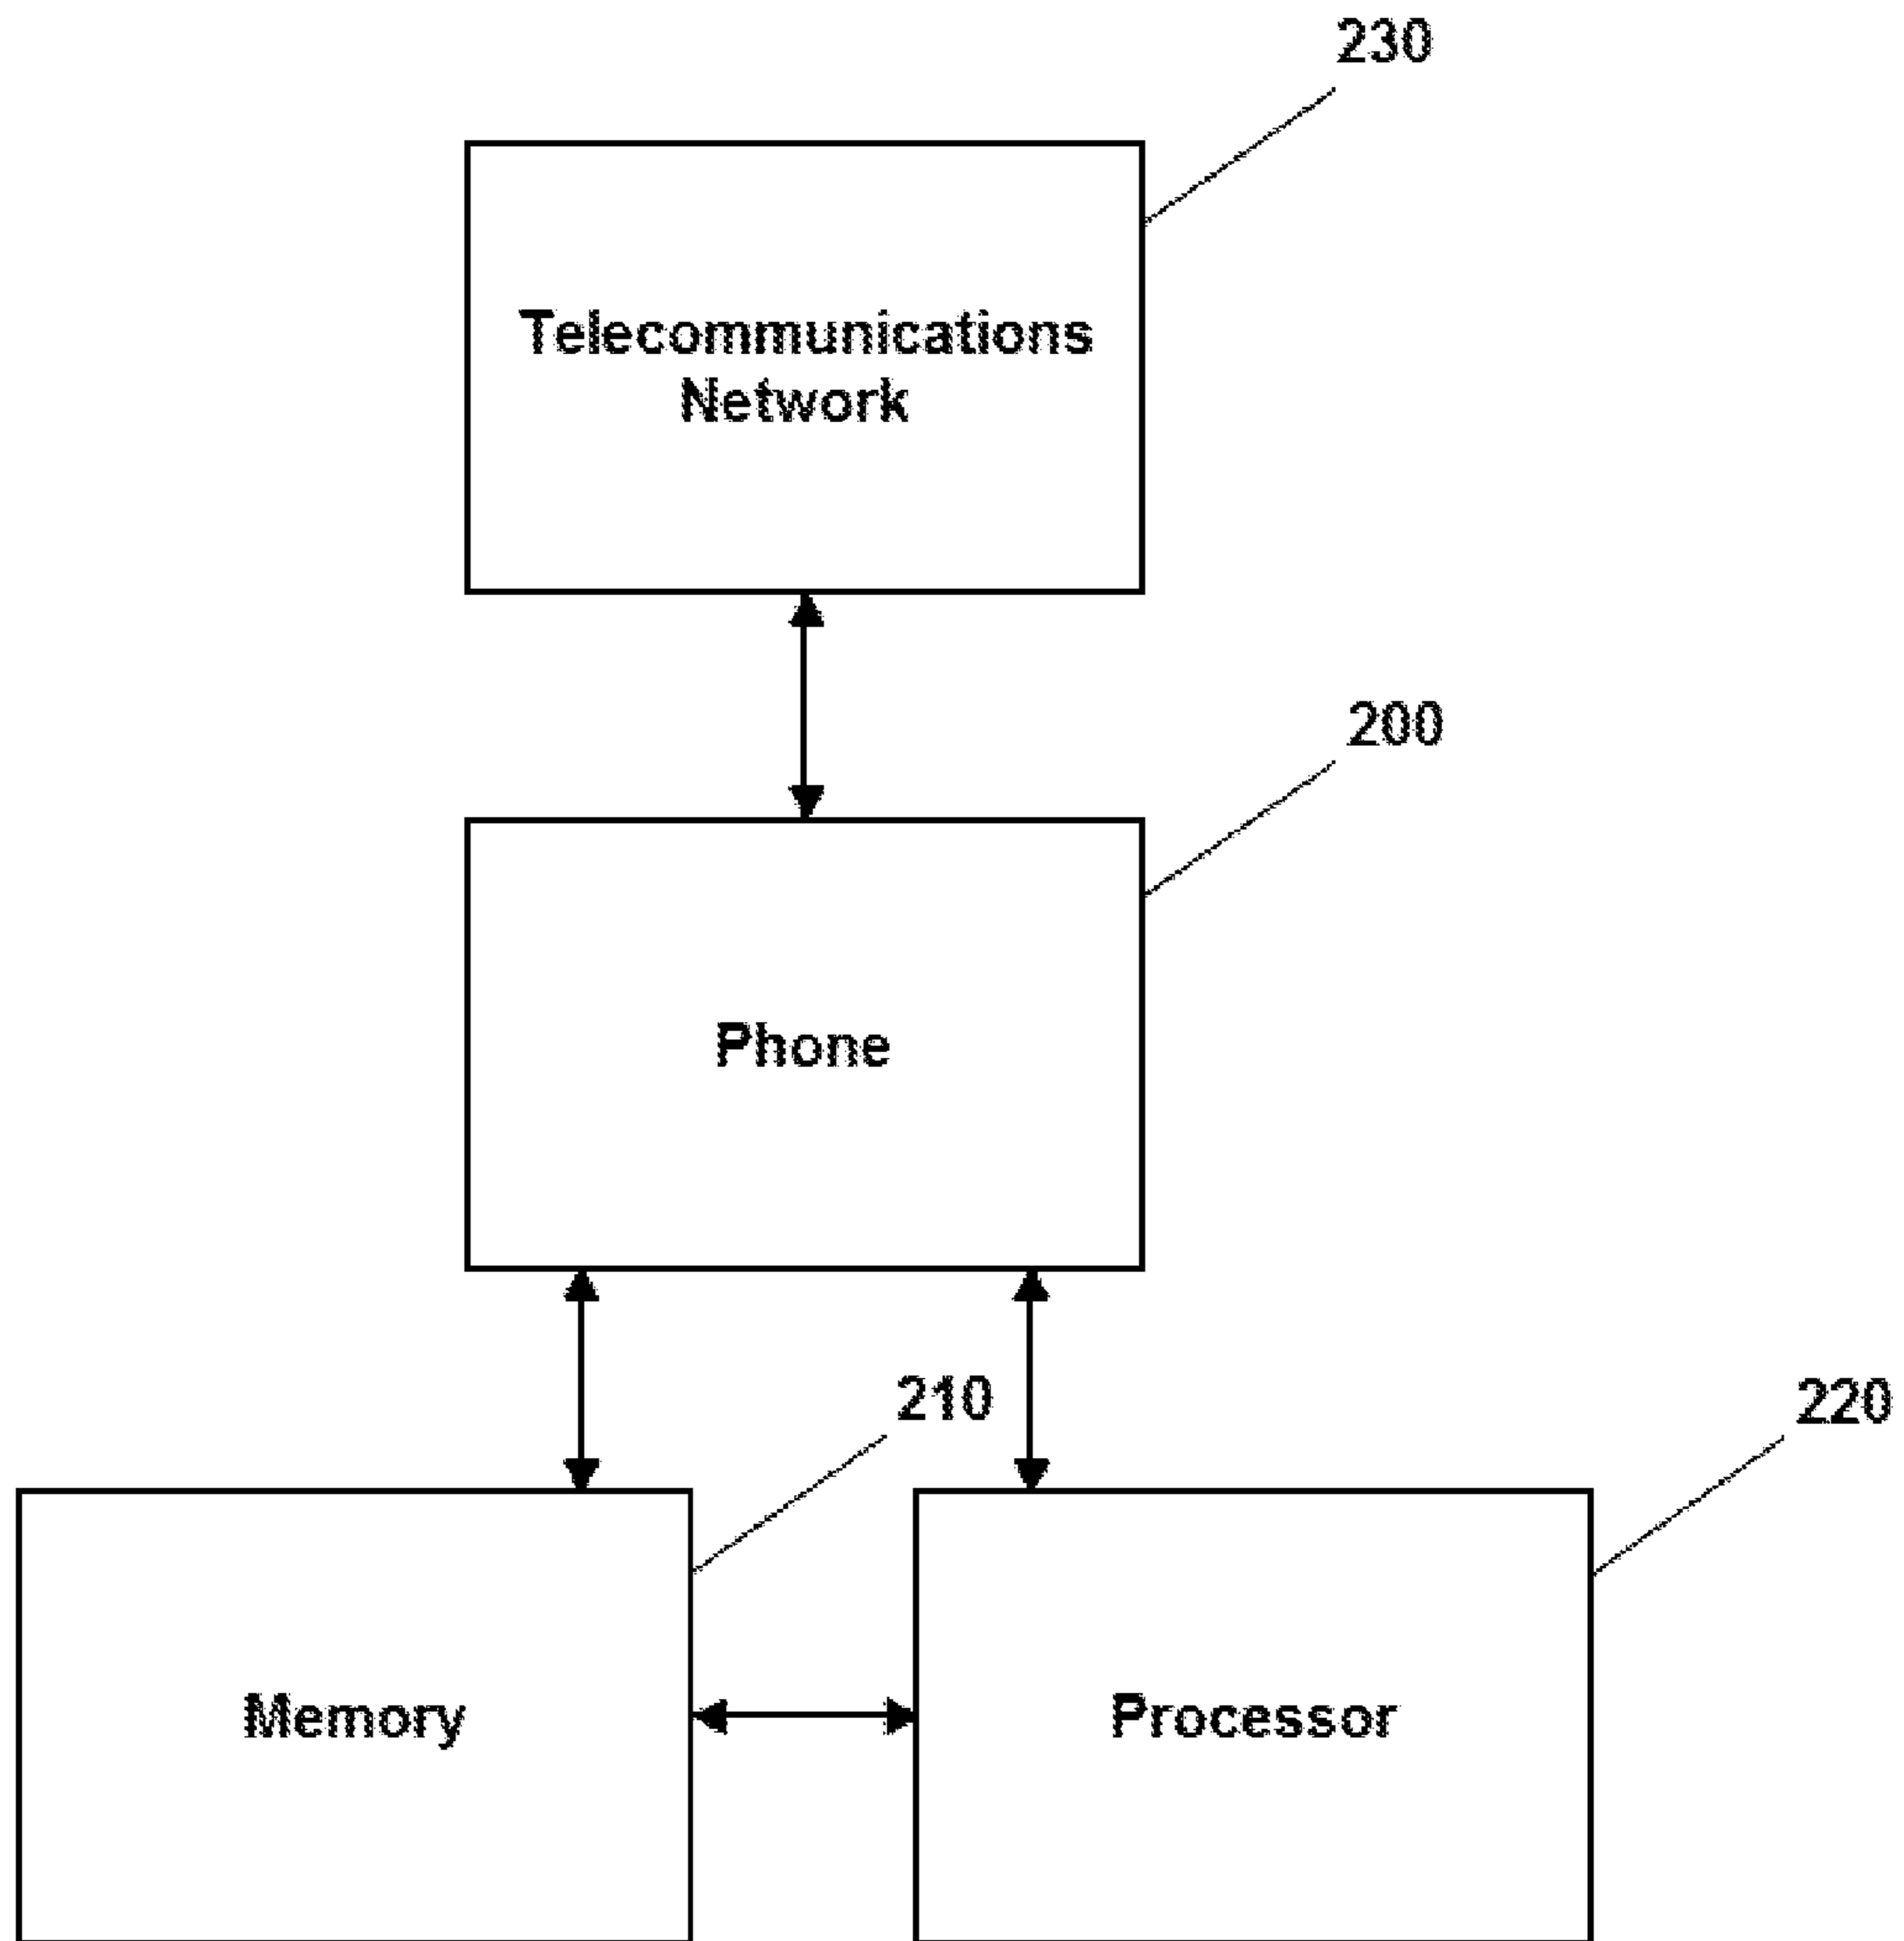 230
Telecommunications
Network
200
Phone
210
220
Memory
Processor